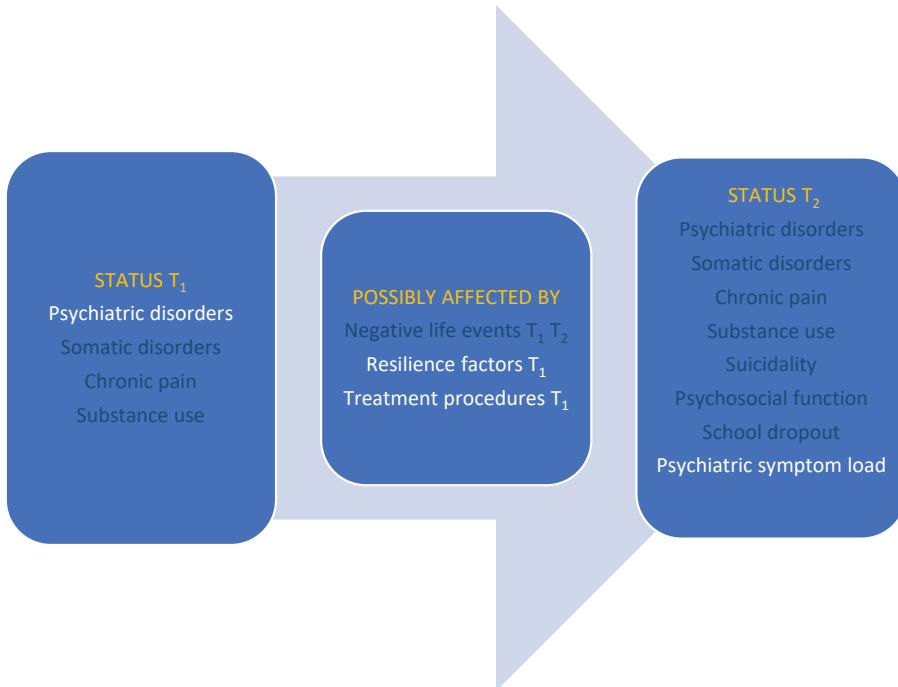 STATUS T₁
Psychiatric disorders
Somatic disorders
Chronic pain
Substance use
POSSIBLY AFFECTED BY
Negative life events T₁ T₂
Resilience factors T₁
Treatment procedures T₁
STATUS T₂
Psychiatric disorders
Somatic disorders
Chronic pain
Substance use
Suicidality
Psychosocial function
School dropout
Psychiatric symptom load